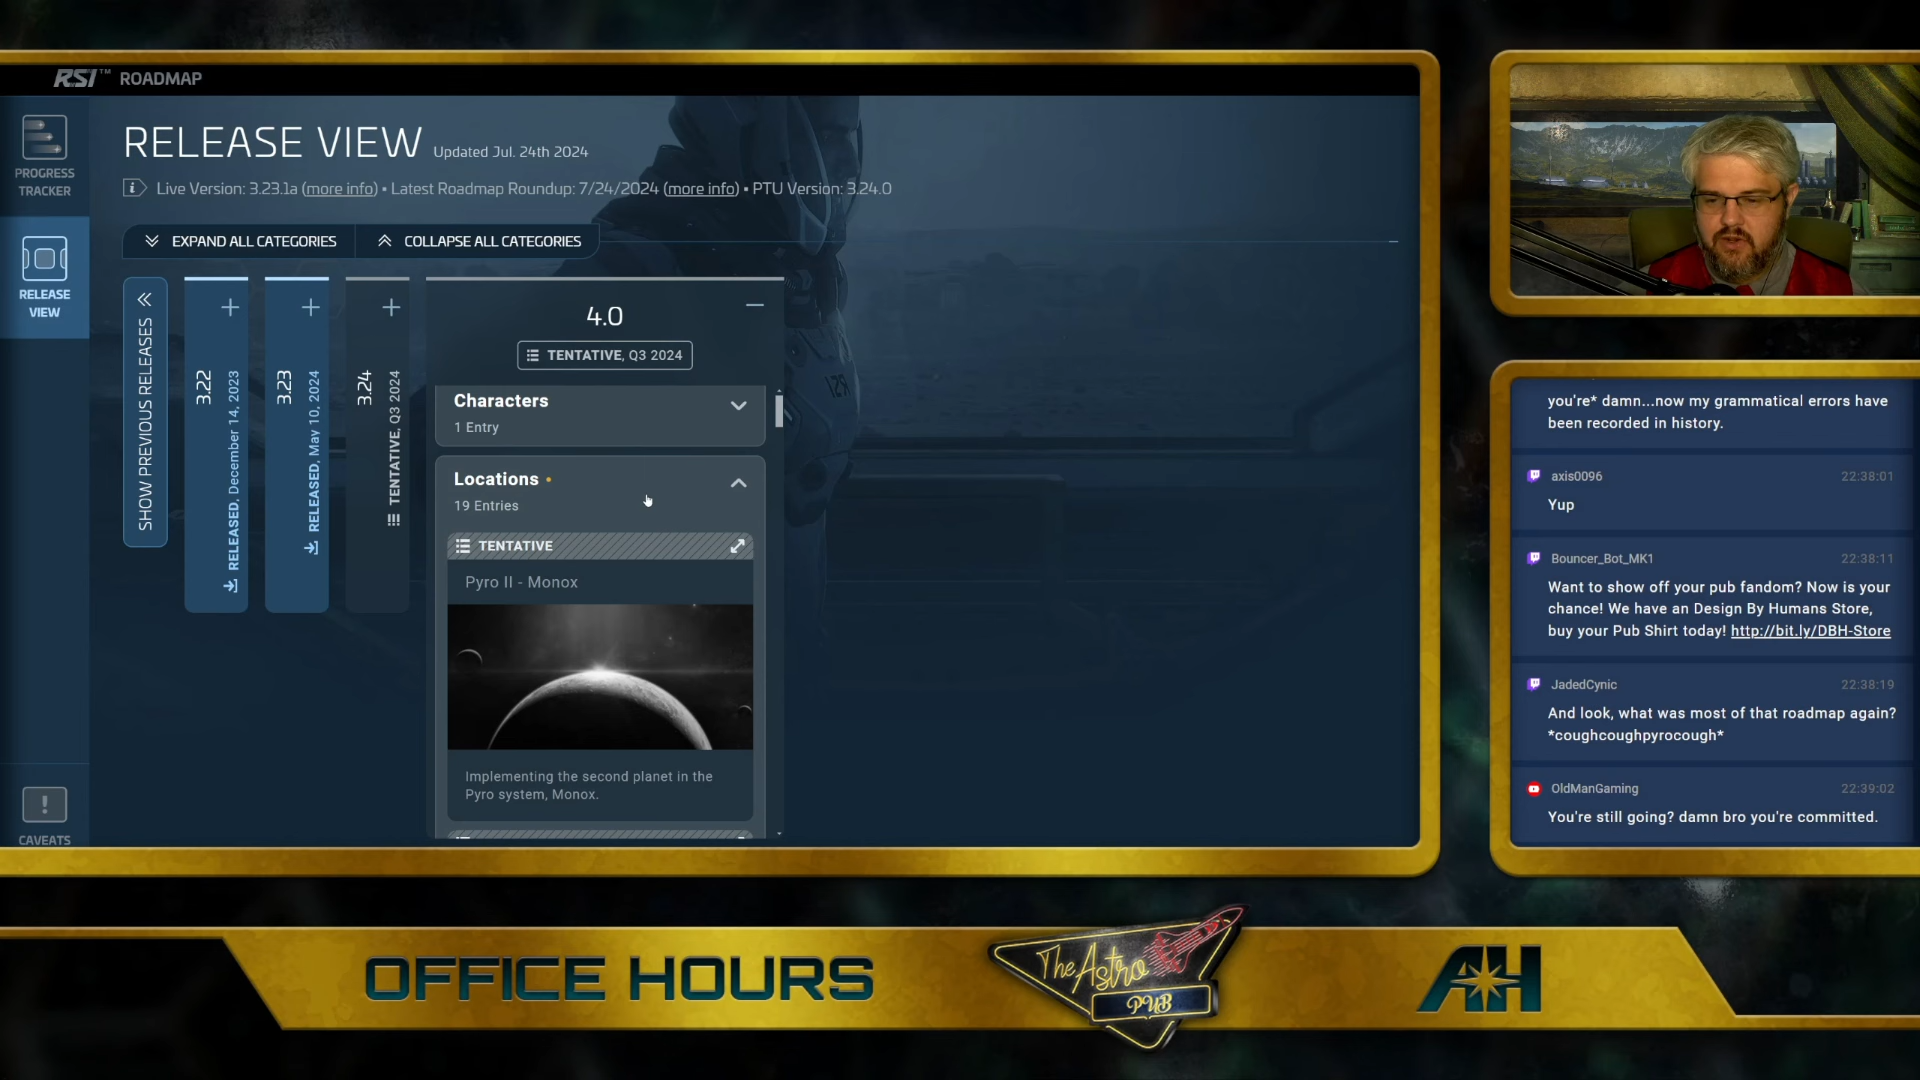 RSI™ ROADMAP
PROGRESS
TRACKER
RELEASE
VIEW
CAVEATS
RELEASE VIEW Updated Jul. 24th 2024
Live Version: 3.23.1a (more info) • Latest Roadmap Roundup: 7/24/2024 (more info) • PTU Version: 3.24.0
EXPAND ALL CATEGORIES
COLLAPSE ALL CATEGORIES
SHOW PREVIOUS RELEASES
3.22
RELEASED, December 14, 2023
3.23
RELEASED, May 10, 2024
3.24
TENTATIVE, Q3 2024
4.0
TENTATIVE, Q3 2024
Characters
1 Entry
Locations
19 Entries
TENTATIVE
Pyro II - Monox
Implementing the second planet in the
Pyro system, Monox.
you're* damn...now my grammatical errors have
been recorded in history.
axis0096 22:38:01
Yup
Bouncer_Bot_MK1 22:38:11
Want to show off your pub fandom? Now is your
chance! We have an Design By Humans Store,
buy your Pub Shirt today! http://bit.ly/DBH-Store
JadedCynic 22:38:19
And look, what was most of that roadmap again?
*coughcoughpyrocough*
OldManGaming 22:39:02
You're still going? damn bro you're committed.
OFFICE HOURS
The Astro
PUB
AH